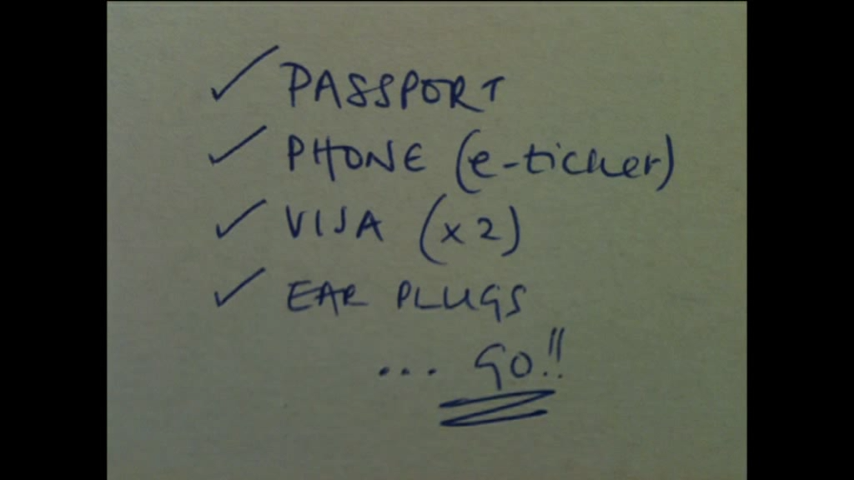 ✓ PASSPORT
✓ PHONE (e-ticket)
✓ VISA (x2)
✓ EAR PLUGS
... GO!!